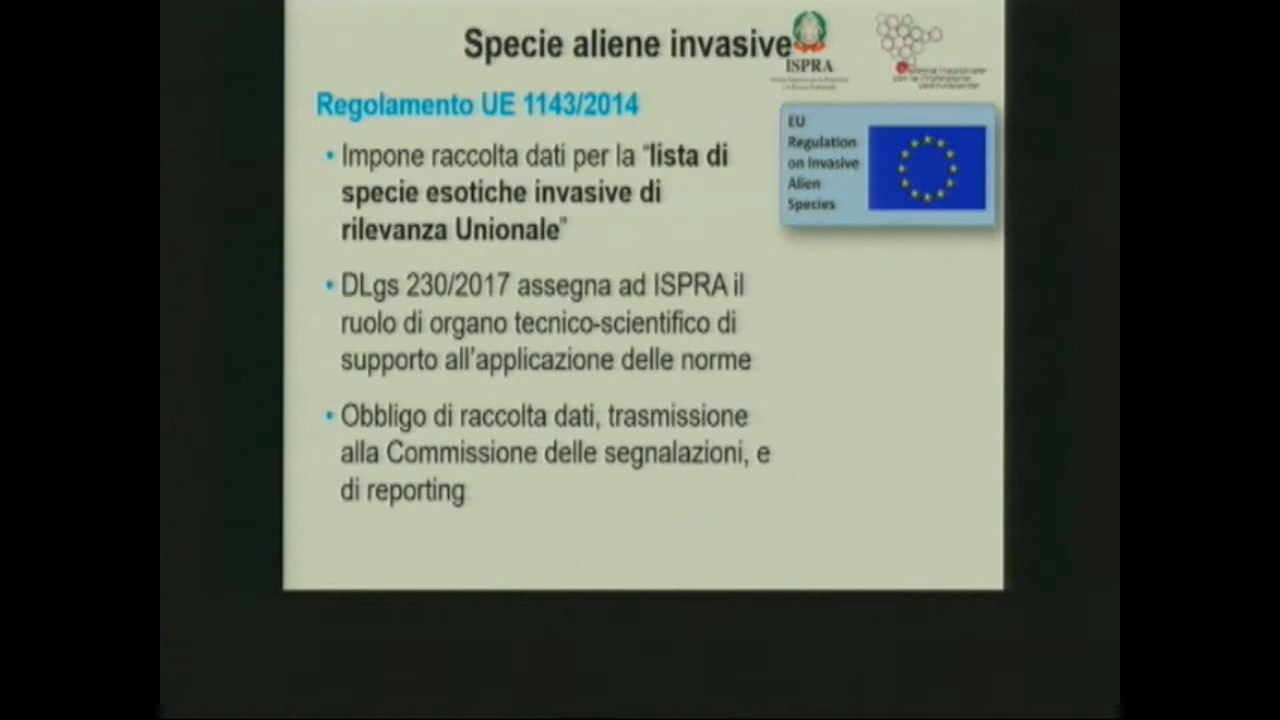 Specie aliene invasive
ISPRA
Regolamento UE 1143/2014
EU
Regulation
on Invasive
Alien
Species
• Impone raccolta dati per la “lista di
specie esotiche invasive di
rilevanza Unionale”
• DLgs 230/2017 assegna ad ISPRA il
ruolo di organo tecnico-scientifico di
supporto all'applicazione delle norme
• Obbligo di raccolta dati, trasmissione
alla Commissione delle segnalazioni, e
di reporting